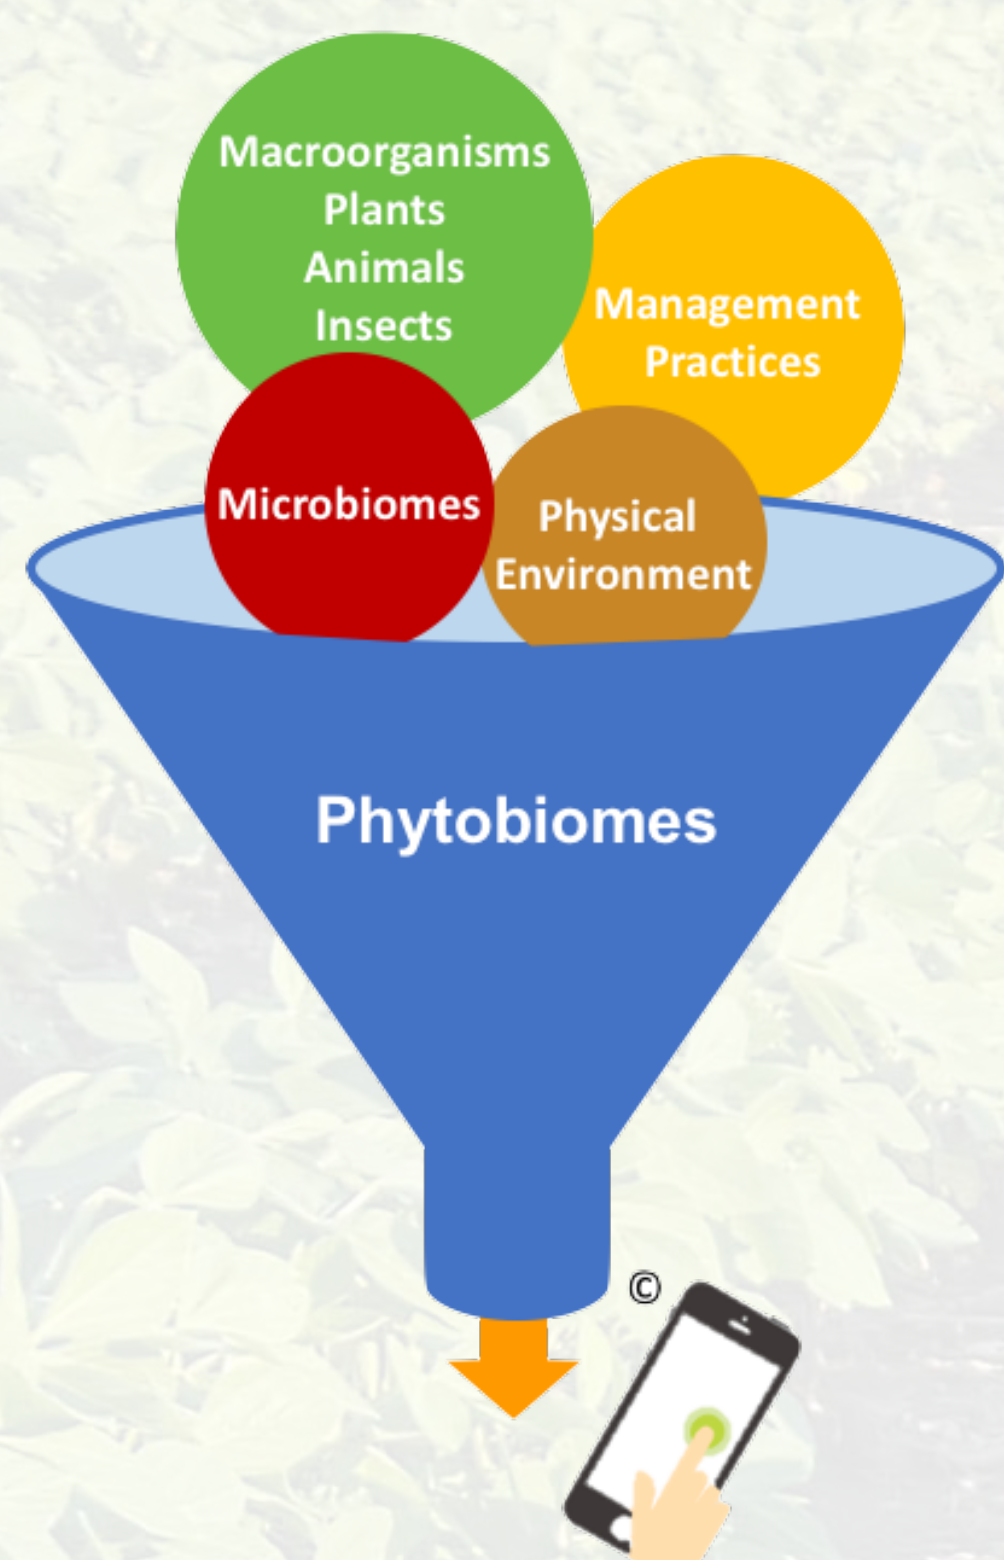 Macroorganisms
Plants
Animals
Insects
Management
Practices
Microbiomes
Physical
Environment
Phytobiomes
©